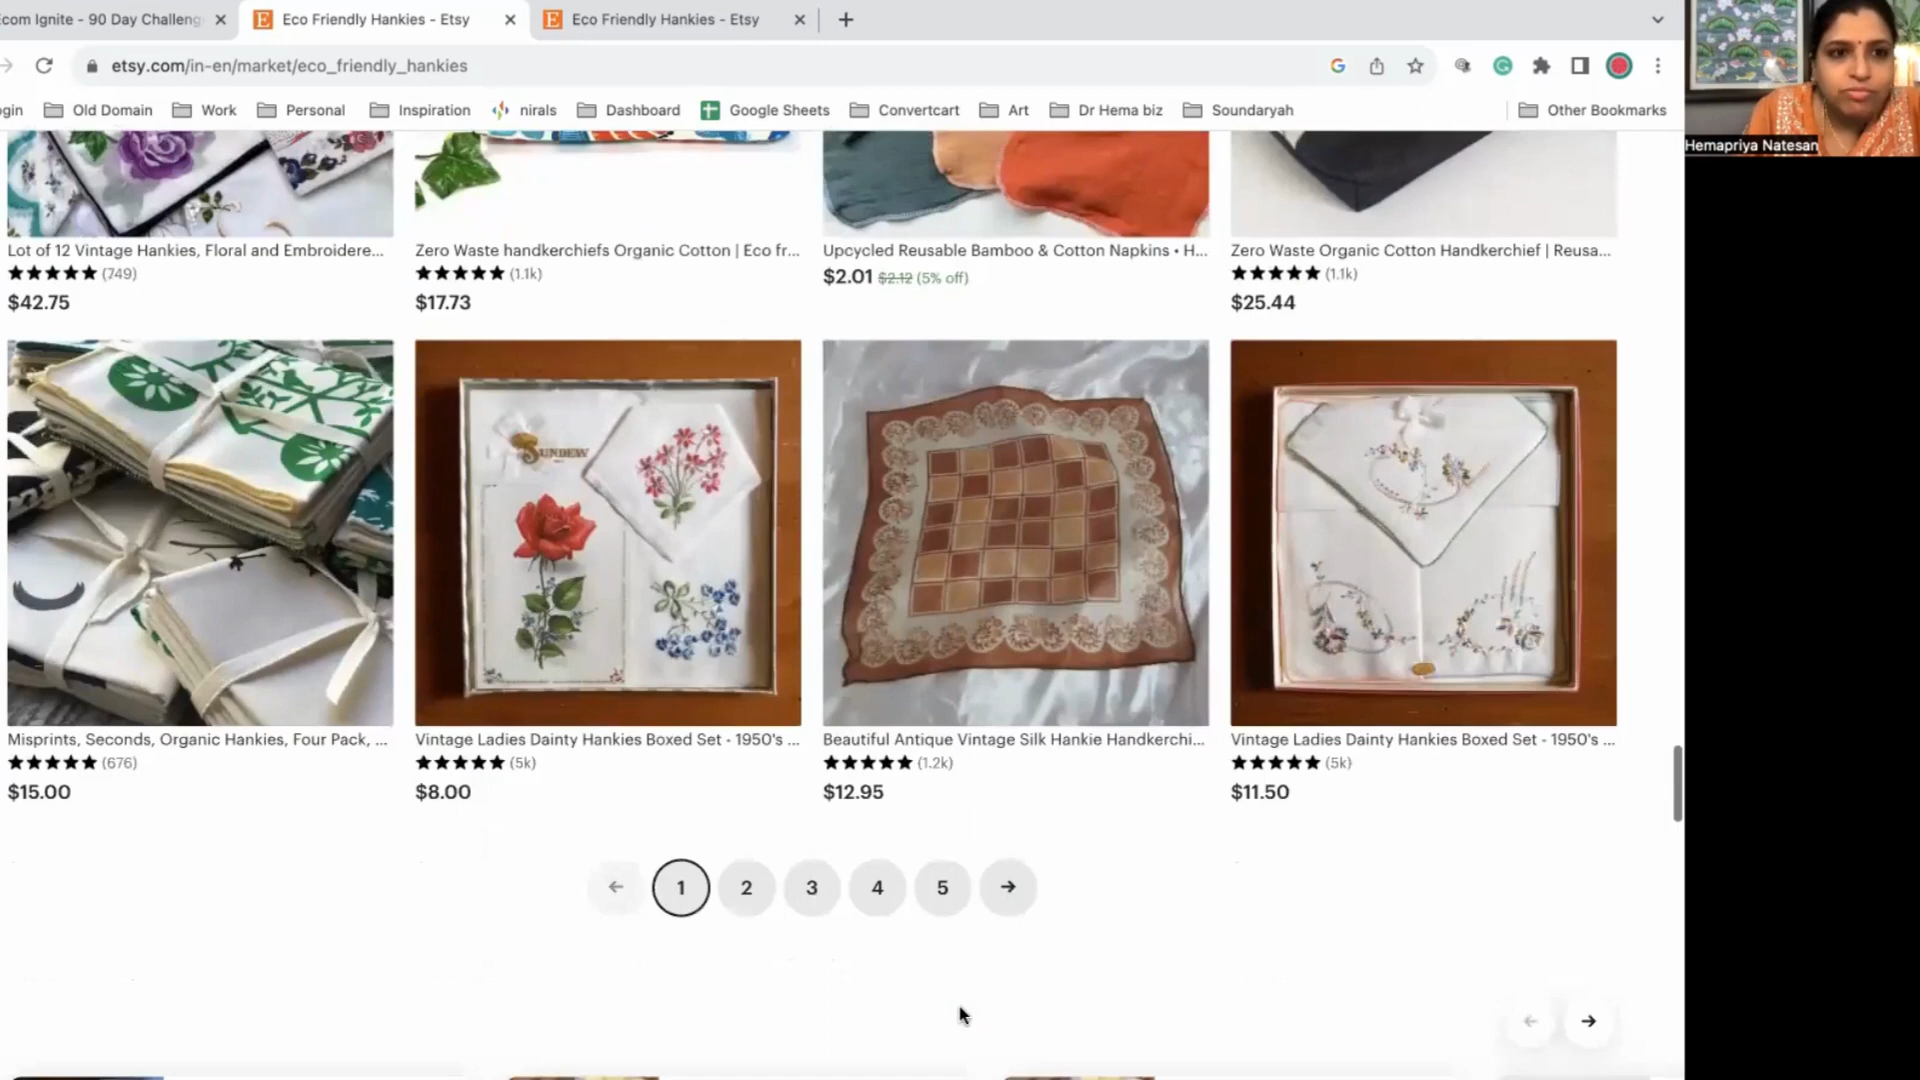 Ecom Ignite - 90 Day Challeng
Eco Friendly Hankies - Etsy
Eco Friendly Hankies - Etsy
etsy.com/in-en/market/eco_friendly_hankies
Old Domain
Work
Personal
Inspiration
nirals
Dashboard
Google Sheets
Convertcart
Art
Dr Hema biz
Soundaryah
Other Bookmarks
Hemapriya Natesan
Lot of 12 Vintage Hankies, Floral and Embroidere...
(749)
$42.75
Zero Waste handkerchiefs Organic Cotton | Eco fr...
(1.1k)
$17.73
Upcycled Reusable Bamboo & Cotton Napkins • H...
$2.01 $2.12 (5% off)
Zero Waste Organic Cotton Handkerchief | Reusa...
(1.1k)
$25.44
SUNDEW
Misprints, Seconds, Organic Hankies, Four Pack, ...
(676)
$15.00
Vintage Ladies Dainty Hankies Boxed Set - 1950's ...
(5k)
$8.00
Beautiful Antique Vintage Silk Hankie Handkerchi...
(1.2k)
$12.95
Vintage Ladies Dainty Hankies Boxed Set - 1950's ...
(5k)
$11.50
1 2 3 4 5